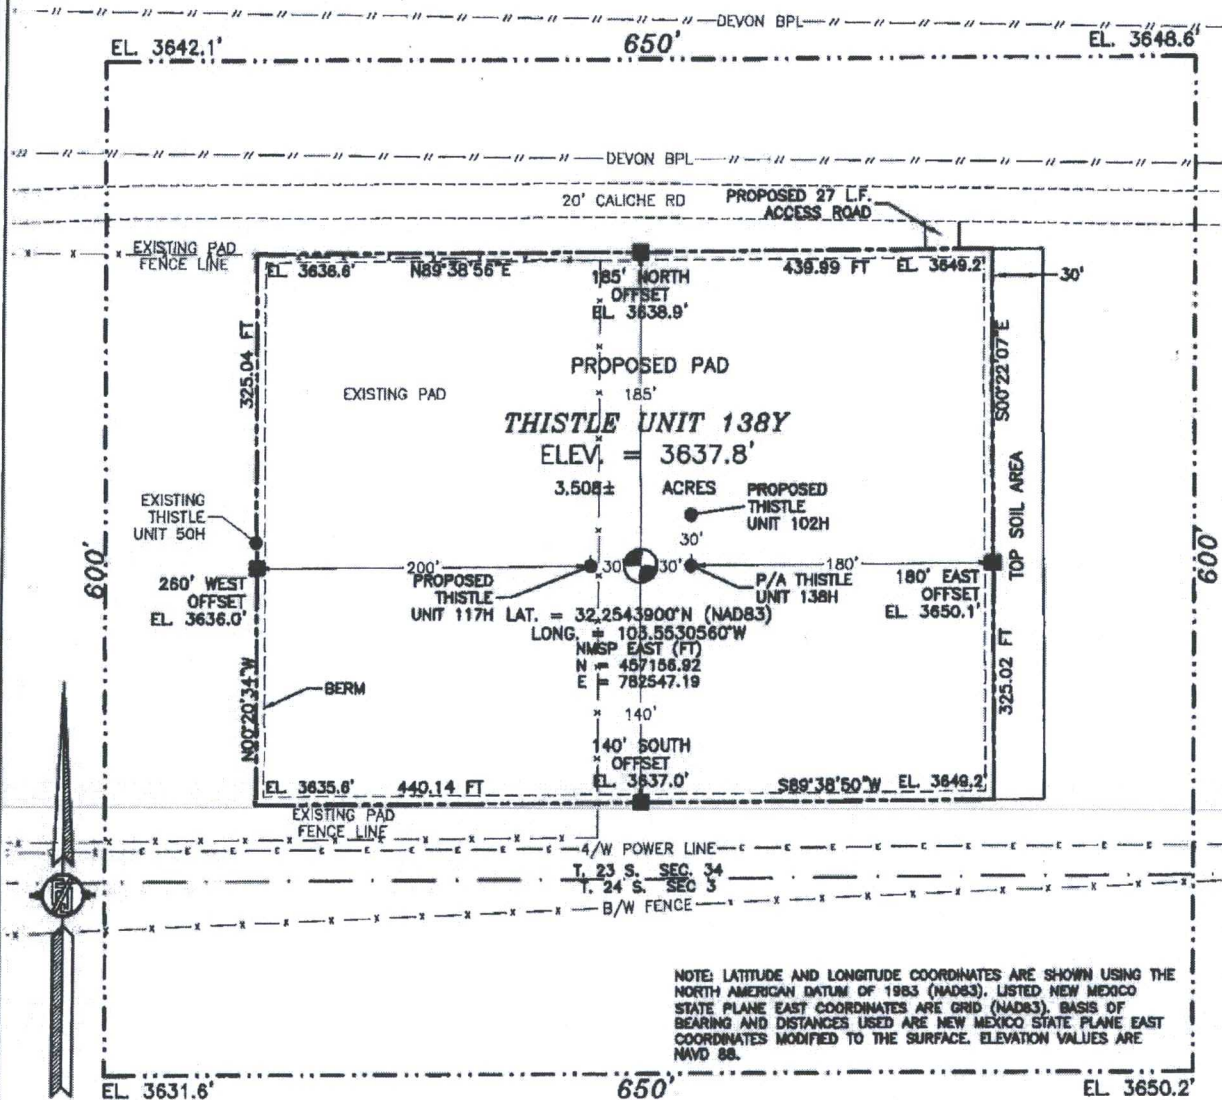 DEVON BPL
EL. 3642.1'
650'
EL. 3648.6'
DEVON BPL
20' CALICHE RD
PROPOSED 27 L.F.
ACCESS ROAD
EXISTING PAD
FENCE LINE
EL. 3636.6'
N89°38'56"E
185' NORTH
OFFSET
EL. 3638.9'
439.99 FT
EL. 3649.2'
30'
325.04 FT
S00°22'07"E
PROPOSED PAD
EXISTING PAD
185'
THISTLE UNIT 138Y
ELEV. = 3637.8'
3.508± ACRES
PROPOSED
THISTLE
UNIT 102H
EXISTING
THISTLE
UNIT 50H
30'
TOP SOIL AREA
600'
600'
260' WEST
OFFSET
EL. 3636.0'
200'
30'
30'
180'
PROPOSED
THISTLE
UNIT 117H
P/A THISTLE
UNIT 138H
180' EAST
OFFSET
EL. 3650.1'
LAT. = 32.2543900°N (NAD83)
LONG. = 103.5530560°W
NMSP EAST (FT)
N = 457156.92
E = 782547.19
N00°20'34"W
BERM
325.02 FT
140'
140' SOUTH
OFFSET
EL. 3637.0'
EL. 3635.6'
440.14 FT
S89°38'50"W
EL. 3649.2'
EXISTING PAD
FENCE LINE
4/W POWER LINE
T. 23 S. SEC. 34
T. 24 S. SEC 3
B/W FENCE
NOTE: LATITUDE AND LONGITUDE COORDINATES ARE SHOWN USING THE
NORTH AMERICAN DATUM OF 1983 (NAD83). LISTED NEW MEXICO
STATE PLANE EAST COORDINATES ARE GRID (NAD83). BASIS OF
BEARING AND DISTANCES USED ARE NEW MEXICO STATE PLANE EAST
COORDINATES MODIFIED TO THE SURFACE. ELEVATION VALUES ARE
NAVD 88.
EL. 3631.6'
650'
EL. 3650.2'